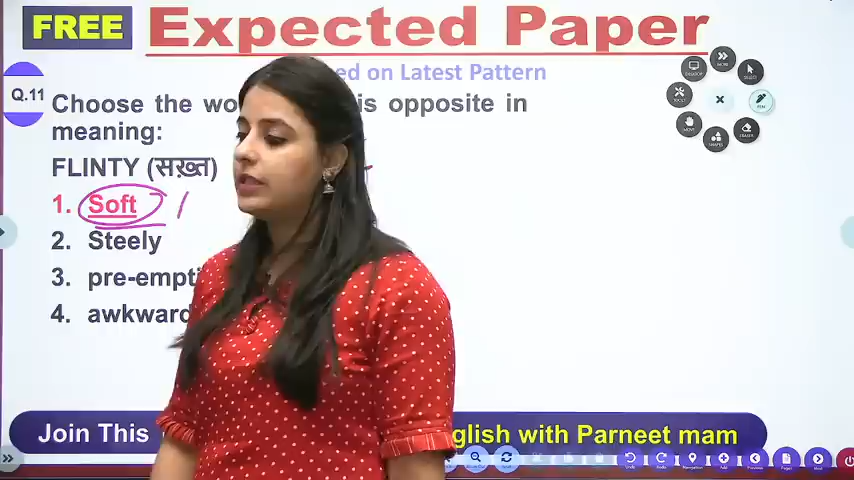 FREE Expected Paper
ed on Latest Pattern
Q.11 Choose the wo is opposite in
meaning:
FLINTY (सख़्त)
1. Soft
2. Steely
3. pre-empti
4. awkward
Join This glish with Parneet mam